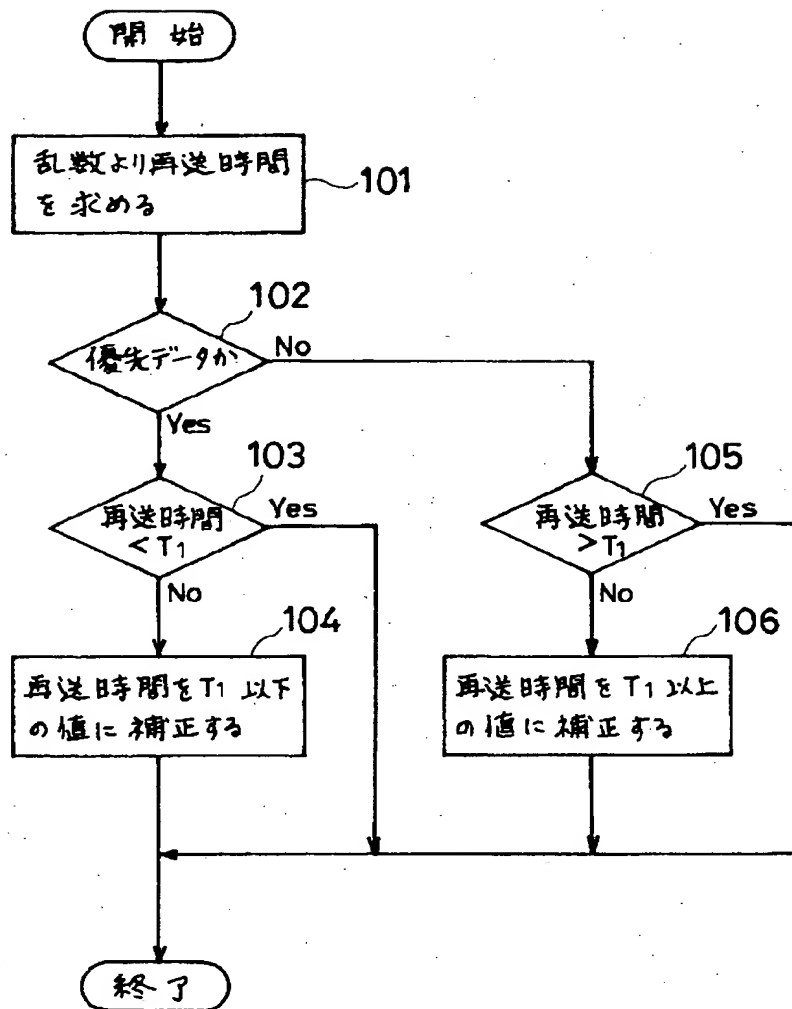 開始
乱数より再送時間
を求める
101
102
優先データか
No
Yes
103
再送時間
< T1
Yes
No
104
再送時間をT1以下
の値に補正する
105
再送時間
> T1
Yes
No
106
再送時間をT1以上
の値に補正する
終了